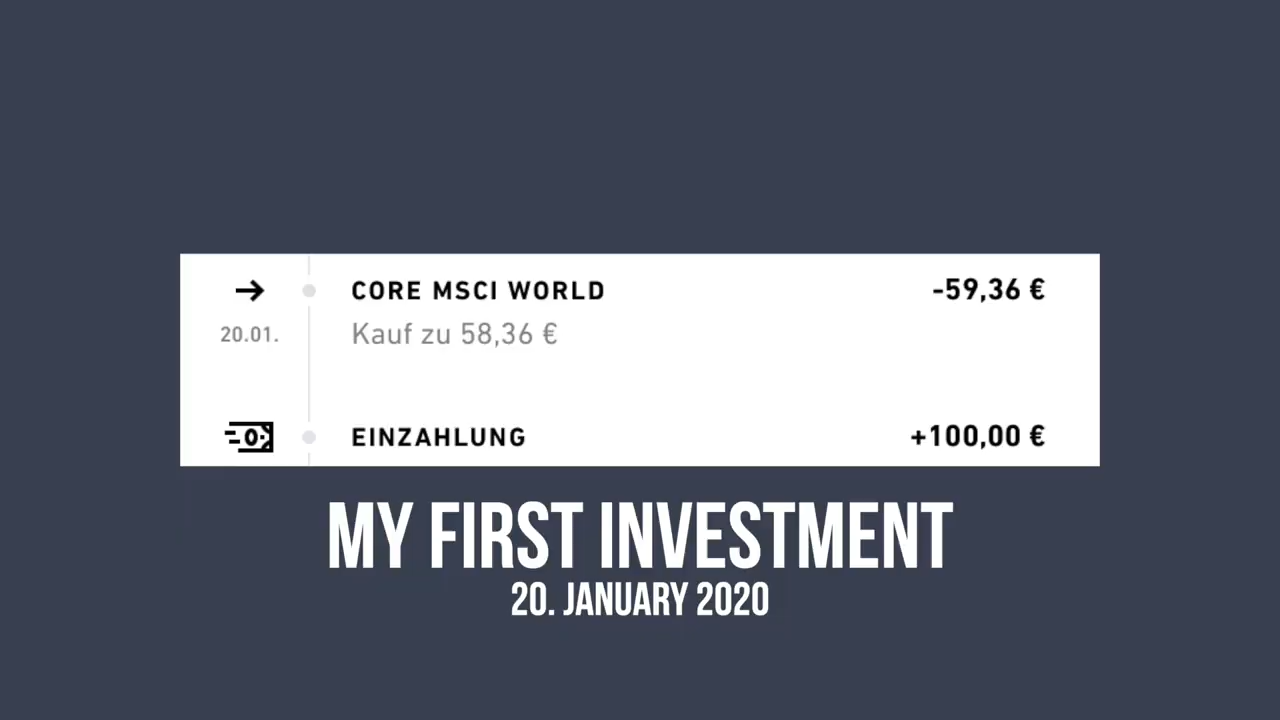 CORE MSCI WORLD -59,36 €
20.01. Kauf zu 58,36 €
EINZAHLUNG +100,00 €
MY FIRST INVESTMENT
20. JANUARY 2020